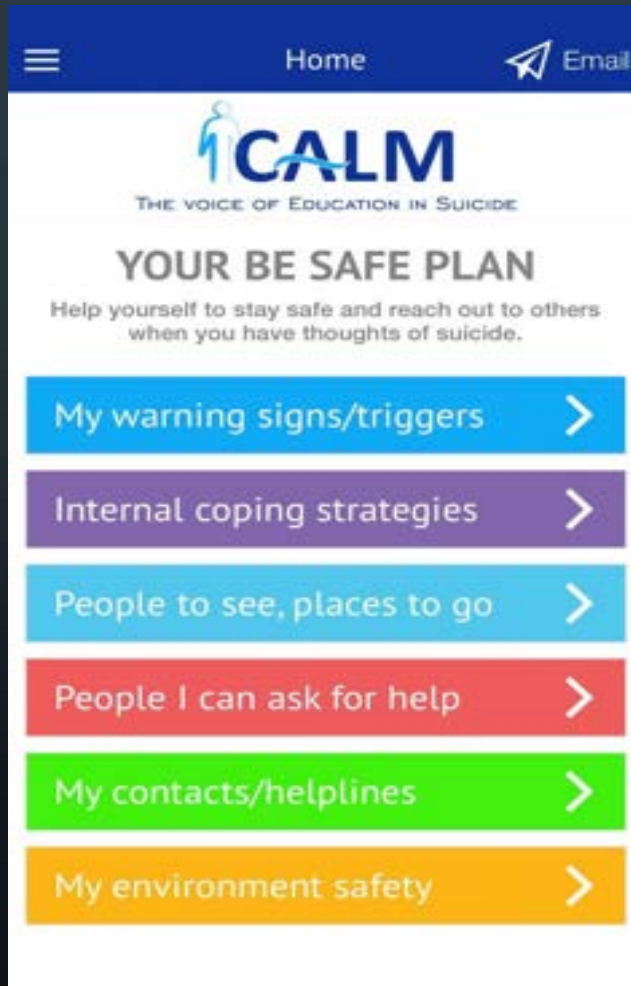 Home
Email
CALM
THE VOICE OF EDUCATION IN SUICIDE
YOUR BE SAFE PLAN
Help yourself to stay safe and reach out to others
when you have thoughts of suicide.
My warning signs/triggers
Internal coping strategies
People to see, places to go
People I can ask for help
My contacts/helplines
My environment safety